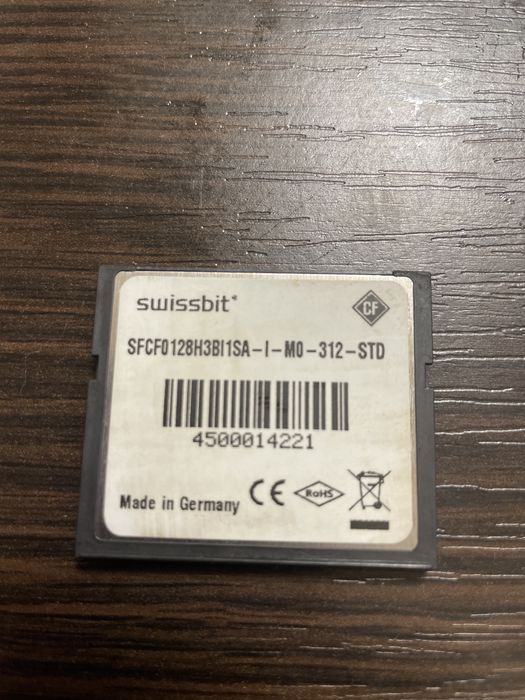 swissbit
CF
SFCF0128H3BI1SA-I-M0-312-STD
4500014221
Made in Germany CE RoHS